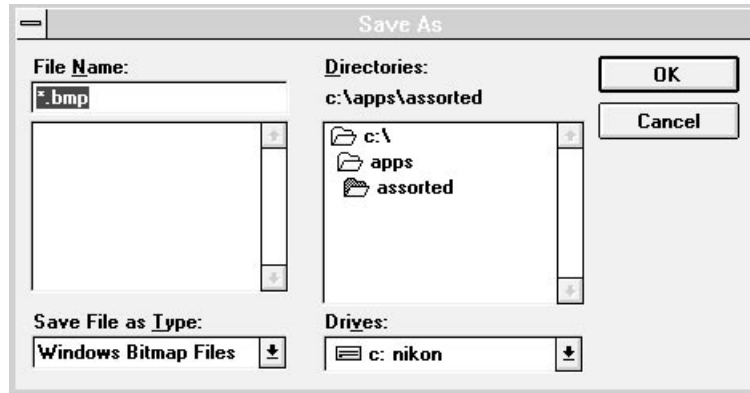 Save As
File Name:
*.bmp
Directories:
c:\apps\assorted
c:\
apps
assorted
OK
Cancel
Save File as Type:
Windows Bitmap Files
Drives:
c: nikon